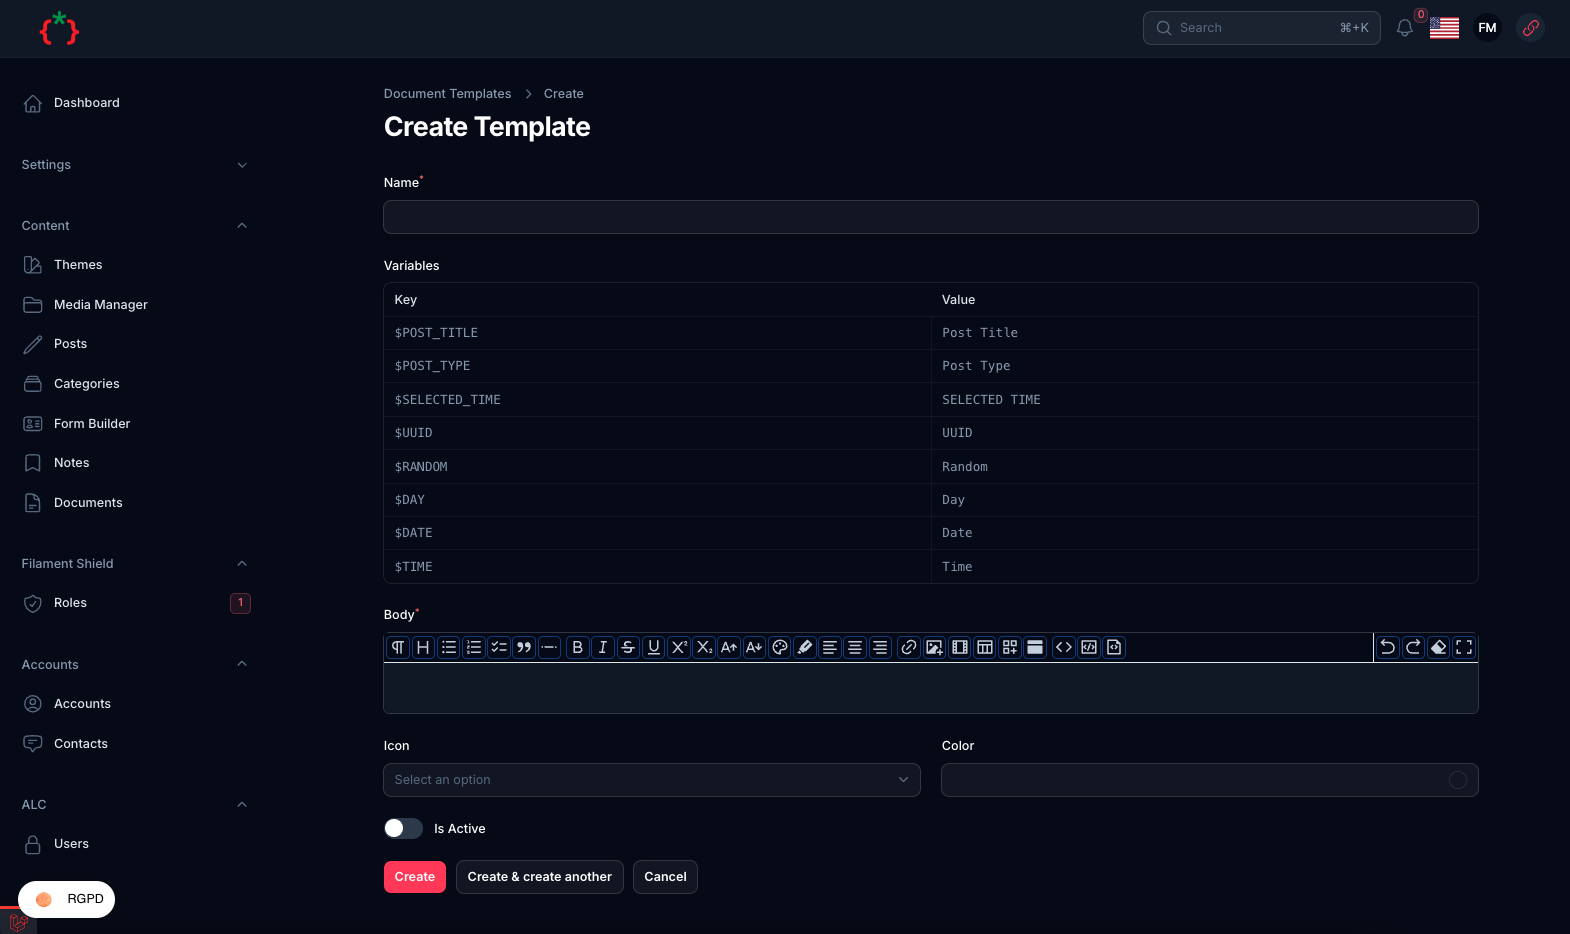 Search ⌘+K
0
FM
Dashboard
Settings
Content
Themes
Media Manager
Posts
Categories
Form Builder
Notes
Documents
Filament Shield
Roles 1
Accounts
Accounts
Contacts
ALC
Users
RGPD
Document Templates > Create
Create Template
Name*
Variables
Key Value
$POST_TITLE Post Title
$POST_TYPE Post Type
$SELECTED_TIME SELECTED TIME
$UUID UUID
$RANDOM Random
$DAY Day
$DATE Date
$TIME Time
Body*
Icon Color
Select an option
Is Active
Create Create & create another Cancel